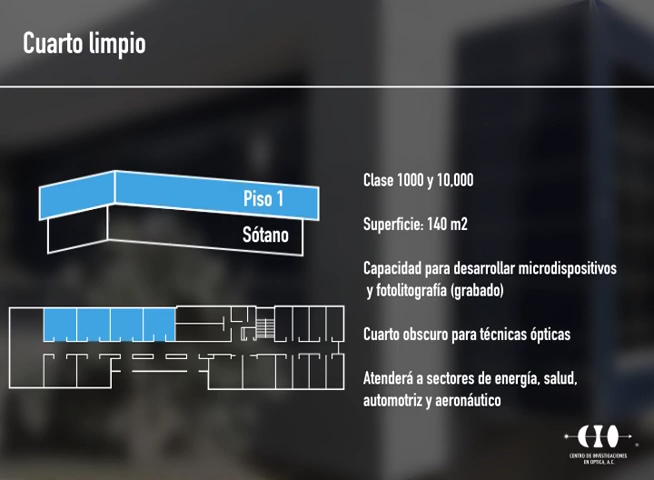 Cuarto limpio
Piso 1
Sótano
Clase 1000 y 10,000
Superficie: 140 m2
Capacidad para desarrollar microdispositivos
y fotolitografía (grabado)
Cuarto obscuro para técnicas ópticas
Atenderá a sectores de energía, salud,
automotriz y aeronáutico
CIO
CENTRO DE INVESTIGACIONES
EN OPTICA, A.C.